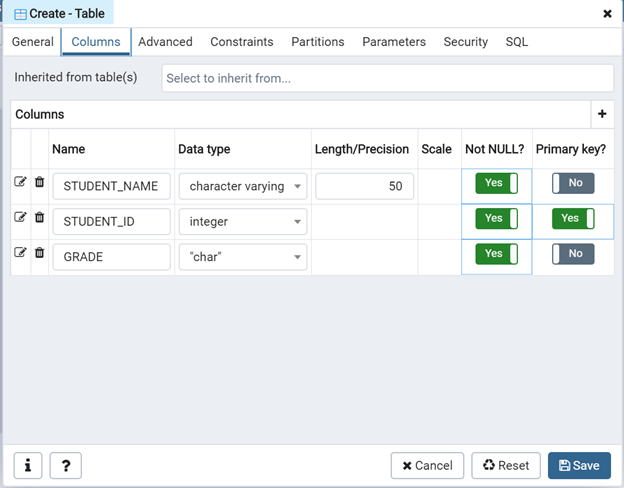 Create - Table
General Columns Advanced Constraints Partitions Parameters Security SQL
Inherited from table(s) Select to inherit from...
Columns
Name Data type Length/Precision Scale Not NULL? Primary key?
STUDENT_NAME character varying 50 Yes No
STUDENT_ID integer Yes Yes
GRADE "char" Yes No
i ? Cancel Reset Save